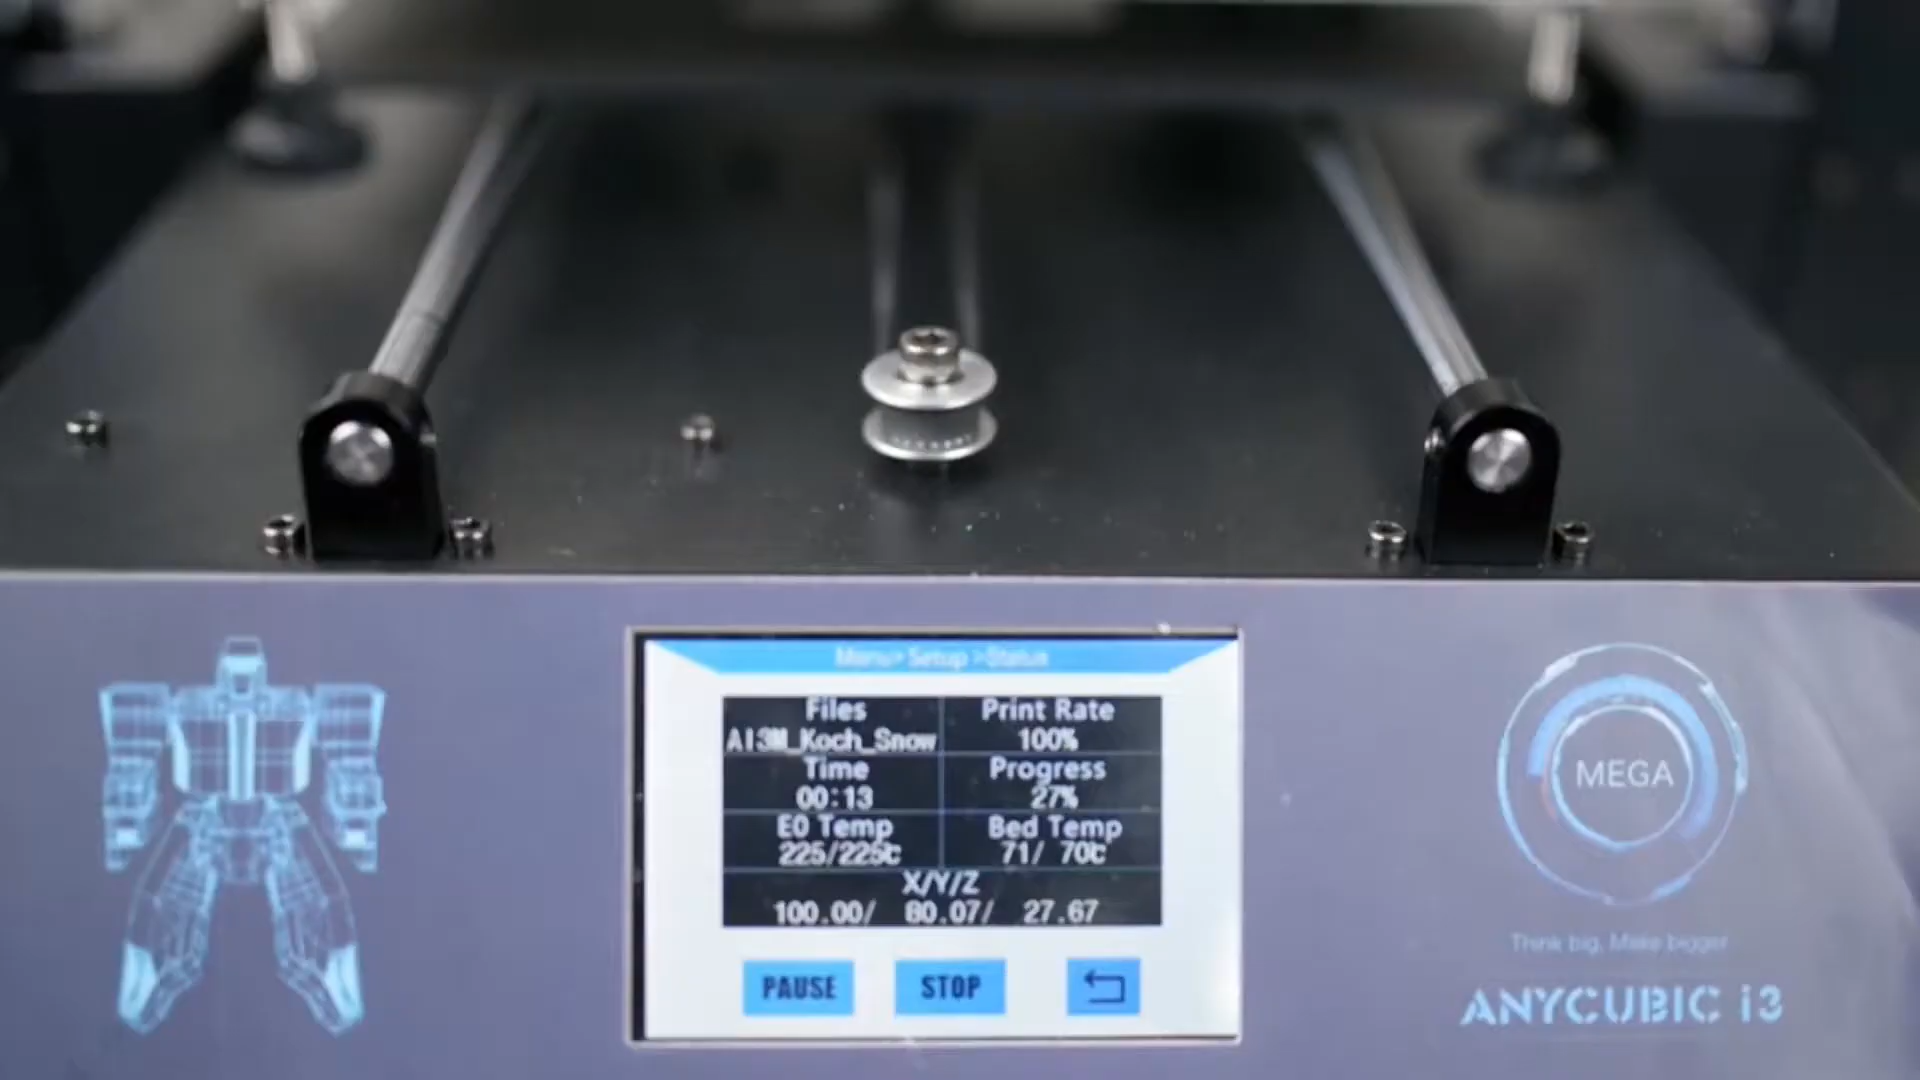 Menu> Setup >Status
Files
Print Rate
AI3M_Koch_Snow
100%
Time
Progress
00:13
27%
E0 Temp
Bed Temp
225/225℃
71/ 70℃
X/Y/Z
100.00/ 80.07/ 27.67
PAUSE
STOP
MEGA
Think big, Make bigger
ANYCUBIC i3